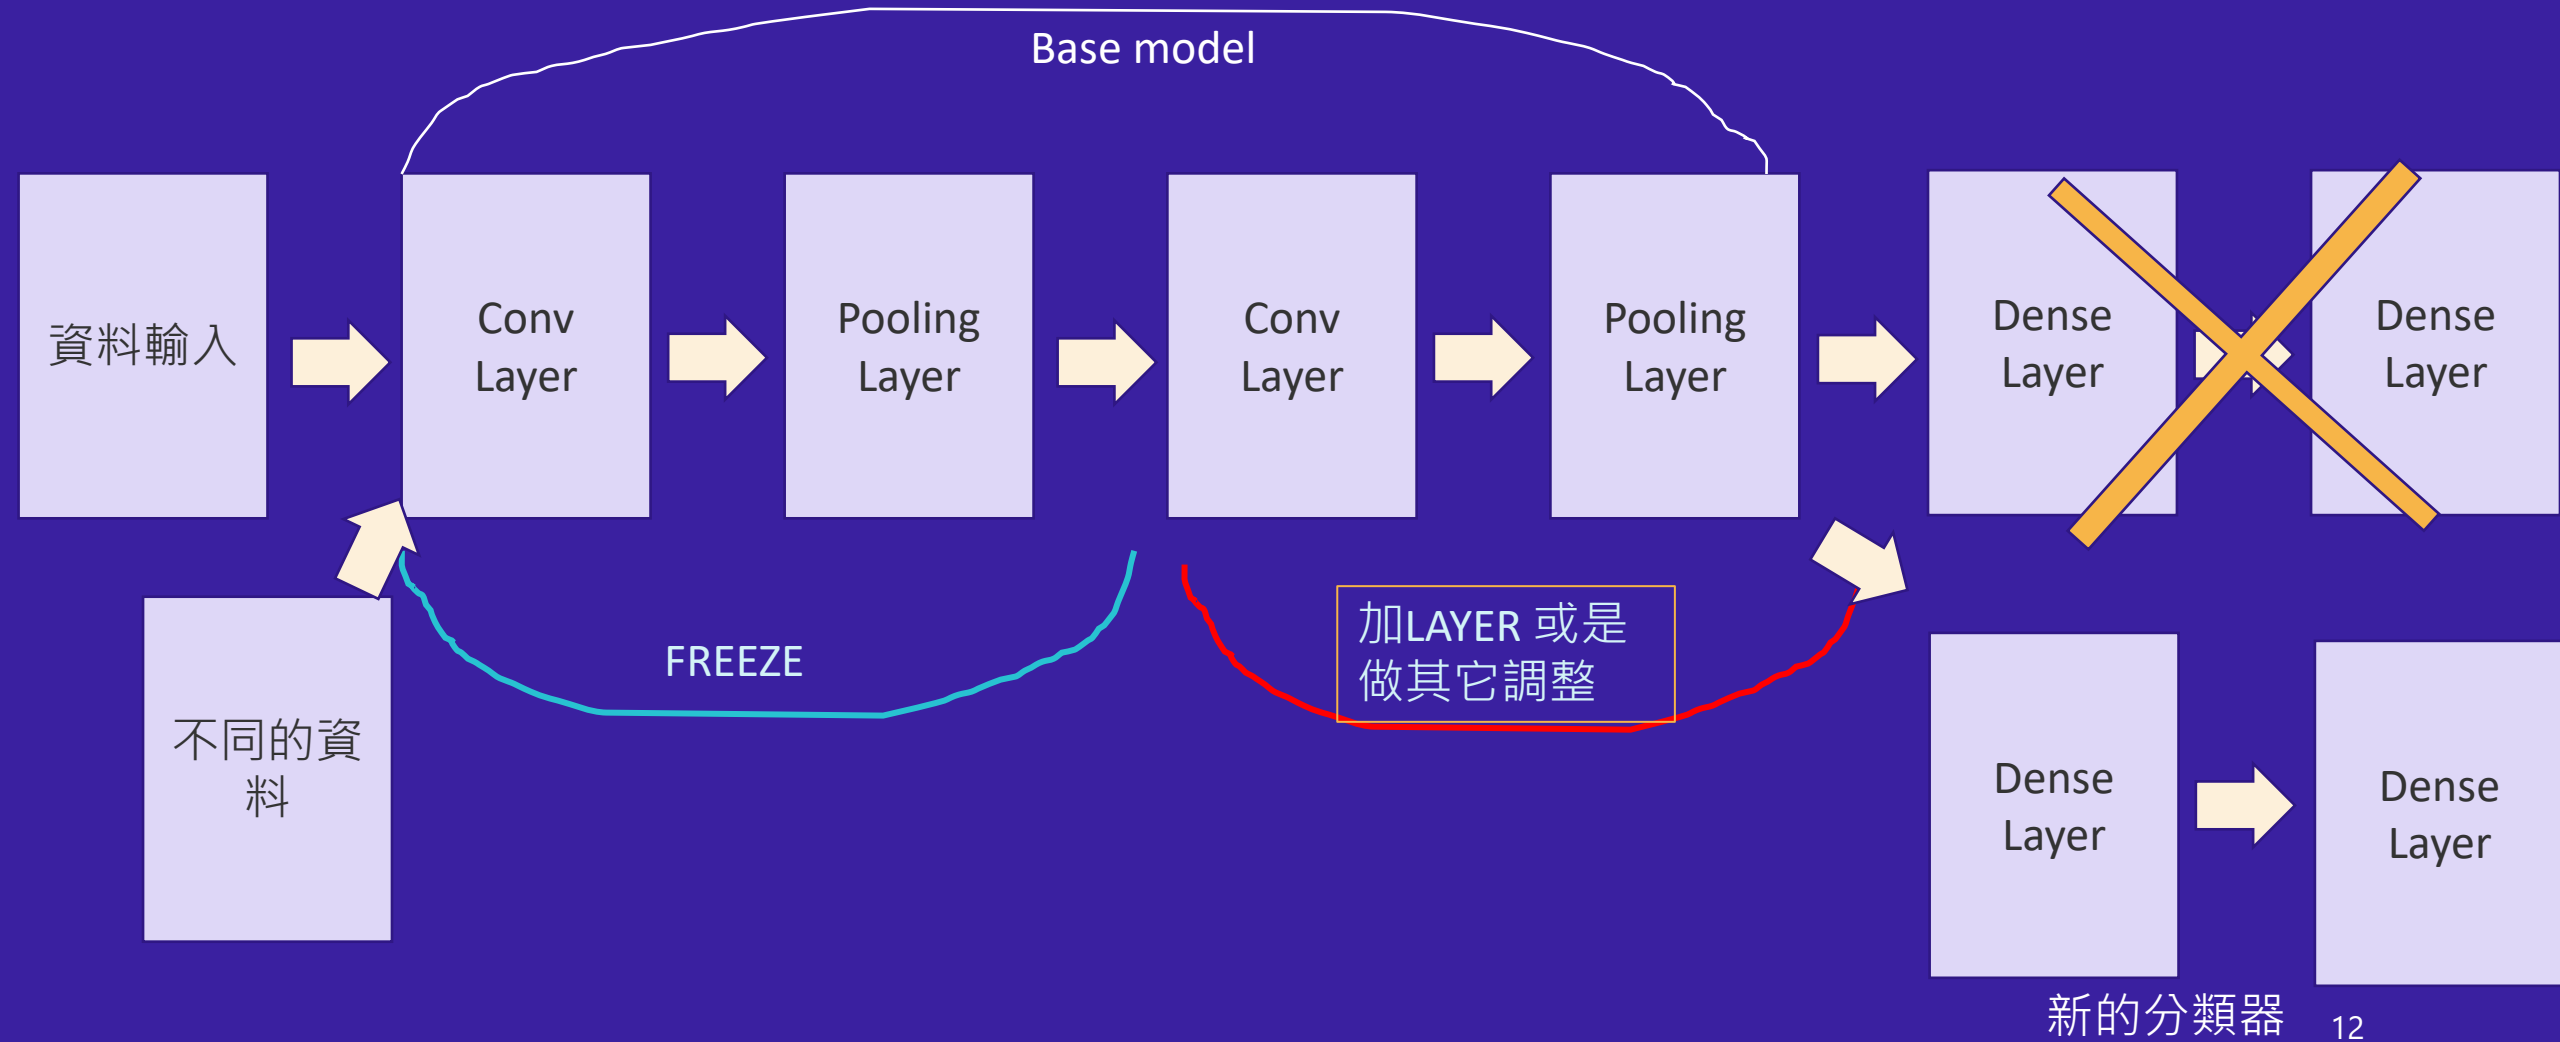 Base model
資料輸入
Conv
Layer
Pooling
Layer
Conv
Layer
Pooling
Layer
Dense
Layer
Dense
Layer
不同的資
料
FREEZE
加LAYER 或是
做其它調整
Dense
Layer
Dense
Layer
新的分類器
12